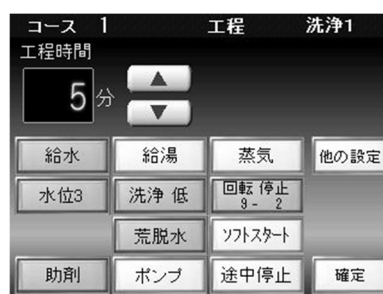 コース 1 工程 洗浄1
工程時間
5 分 ▲
▼
給水 給湯 蒸気 他の設定
水位3 洗浄 低 回転 停止
9- 2
荒脱水 ソフトスタート
助剤 ポンプ 途中停止 確定